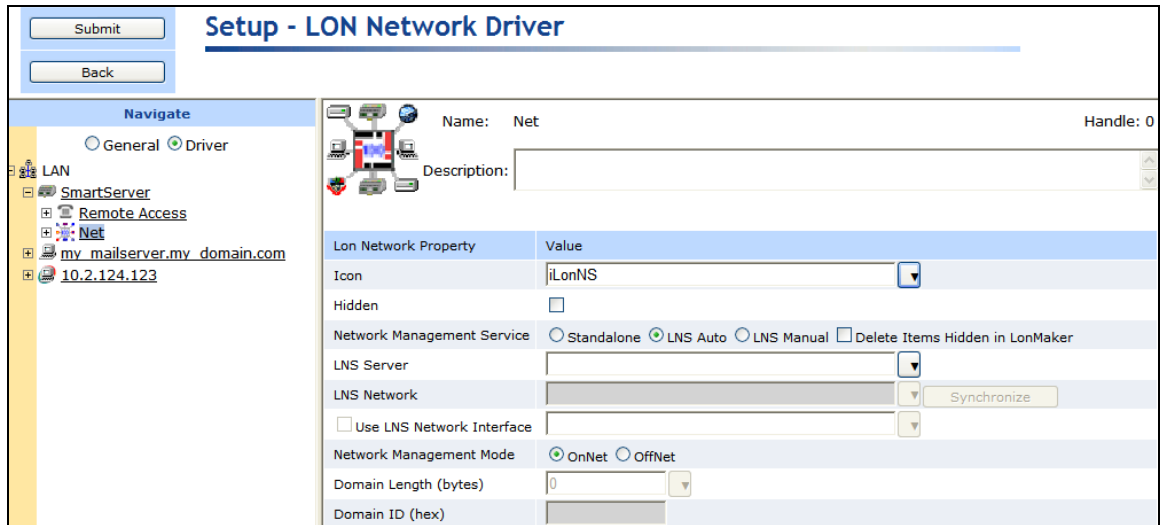 Submit
Setup - LON Network Driver
Back
Navigate
General Driver
LAN
SmartServer
Remote Access
Net
my_mailserver.my_domain.com
10.2.124.123
Name: Net Handle: 0
Description:
Lon Network Property Value
Icon iLonNS
Hidden
Network Management Service Standalone LNS Auto LNS Manual Delete Items Hidden in LonMaker
LNS Server
LNS Network Synchronize
Use LNS Network Interface
Network Management Mode OnNet OffNet
Domain Length (bytes) 0
Domain ID (hex)